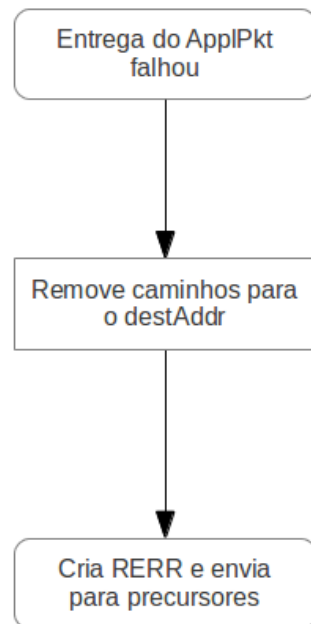 Entrega do ApplPkt
falhou
Remove caminhos para
o destAddr
Cria RERR e envia
para precursores